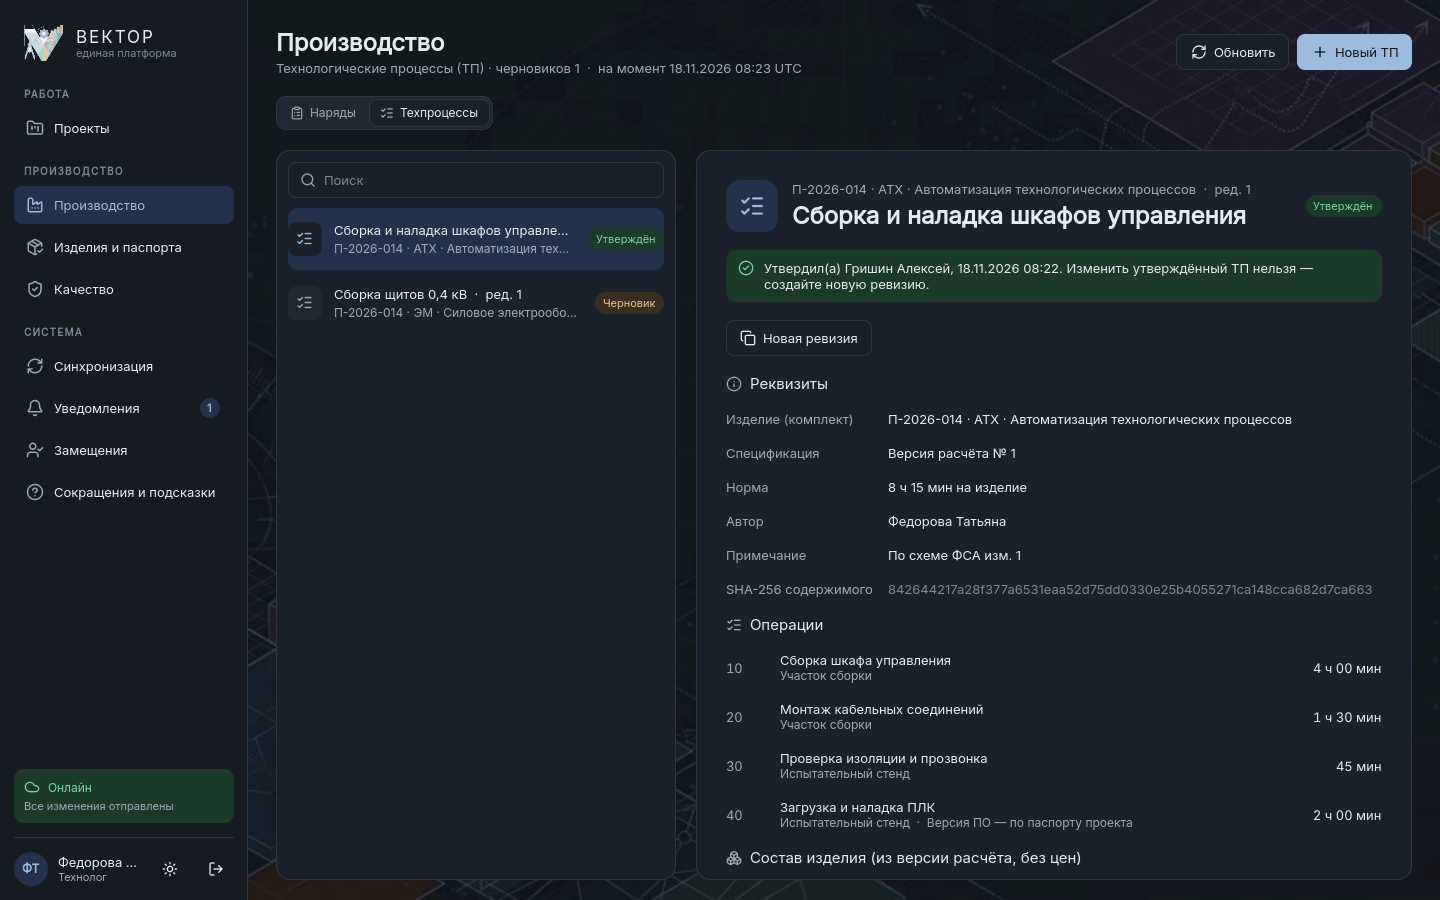 ВЕКТОР
единая платформа
РАБОТА
Проекты
ПРОИЗВОДСТВО
Производство
Изделия и паспорта
Качество
СИСТЕМА
Синхронизация
Уведомления 1
Замещения
Сокращения и подсказки
Онлайн
Все изменения отправлены
ФТ
Федорова ...
Технолог
Производство
Технологические процессы (ТП) · черновиков 1 · на момент 18.11.2026 08:23 UTC
Обновить
Новый ТП
Наряды
Техпроцессы
Поиск
Сборка и наладка шкафов управле...
П-2026-014 · АТХ · Автоматизация тех...
Утверждён
Сборка щитов 0,4 кВ · ред. 1
П-2026-014 · ЭМ · Силовое электрообо...
Черновик
П-2026-014 · АТХ · Автоматизация технологических процессов · ред. 1
Сборка и наладка шкафов управления
Утверждён
Утвердил(а) Гришин Алексей, 18.11.2026 08:22. Изменить утверждённый ТП нельзя —
создайте новую ревизию.
Новая ревизия
Реквизиты
Изделие (комплект) П-2026-014 · АТХ · Автоматизация технологических процессов
Спецификация Версия расчёта № 1
Норма 8 ч 15 мин на изделие
Автор Федорова Татьяна
Примечание По схеме ФСА изм. 1
SHA-256 содержимого 842644217a28f377a6531eaa52d75dd0330e25b4055271ca148cca682d7ca663
Операции
10 Сборка шкафа управления 4 ч 00 мин
Участок сборки
20 Монтаж кабельных соединений 1 ч 30 мин
Участок сборки
30 Проверка изоляции и прозвонка 45 мин
Испытательный стенд
40 Загрузка и наладка ПЛК 2 ч 00 мин
Испытательный стенд · Версия ПО — по паспорту проекта
Состав изделия (из версии расчёта, без цен)